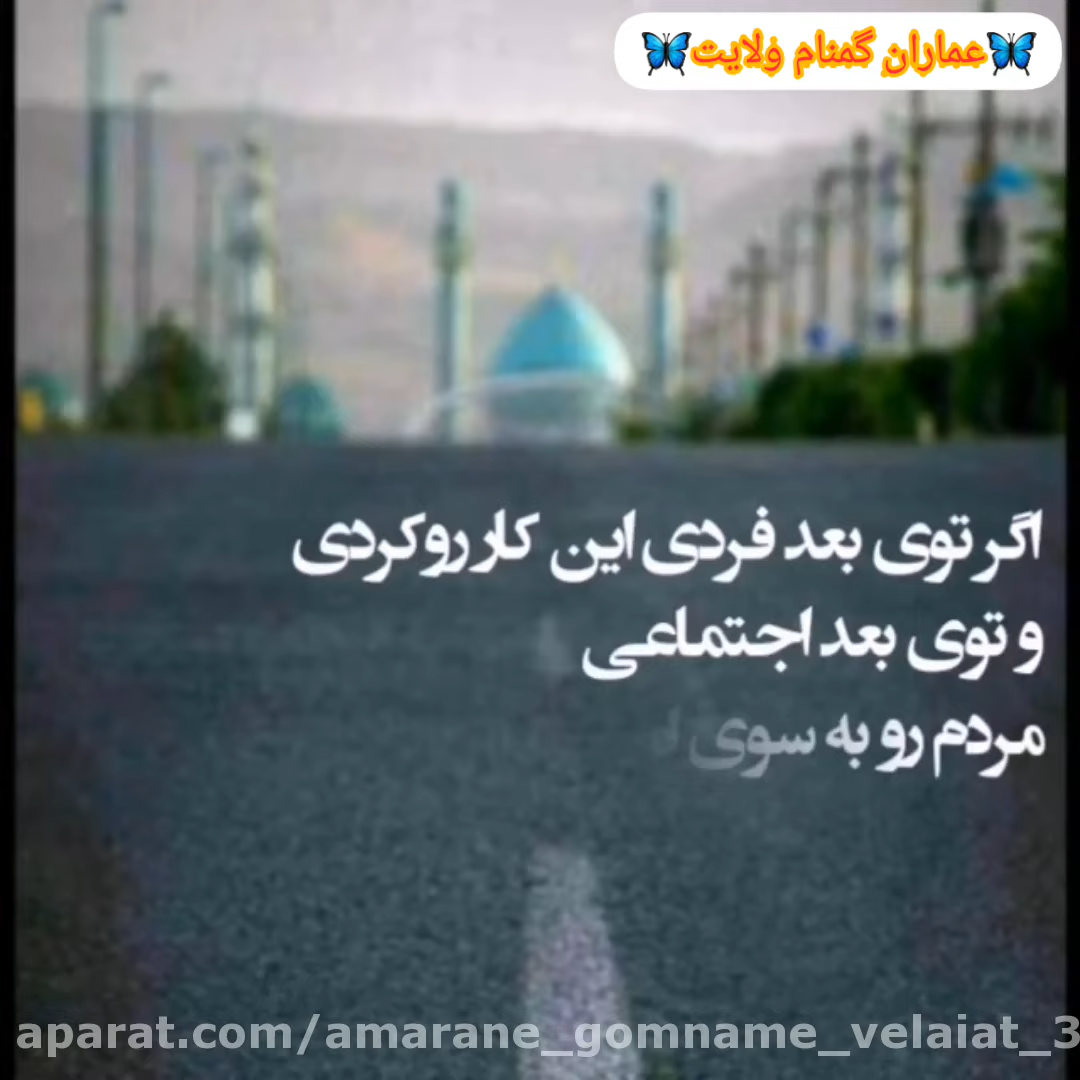 🦋عماران گمنام ولایت🦋
اگر توی بعد فردی این کار رو کردی
و توی بعد اجتماعی
مردم رو به سوی ا
aparat.com/amarane_gomname_velaiat_3